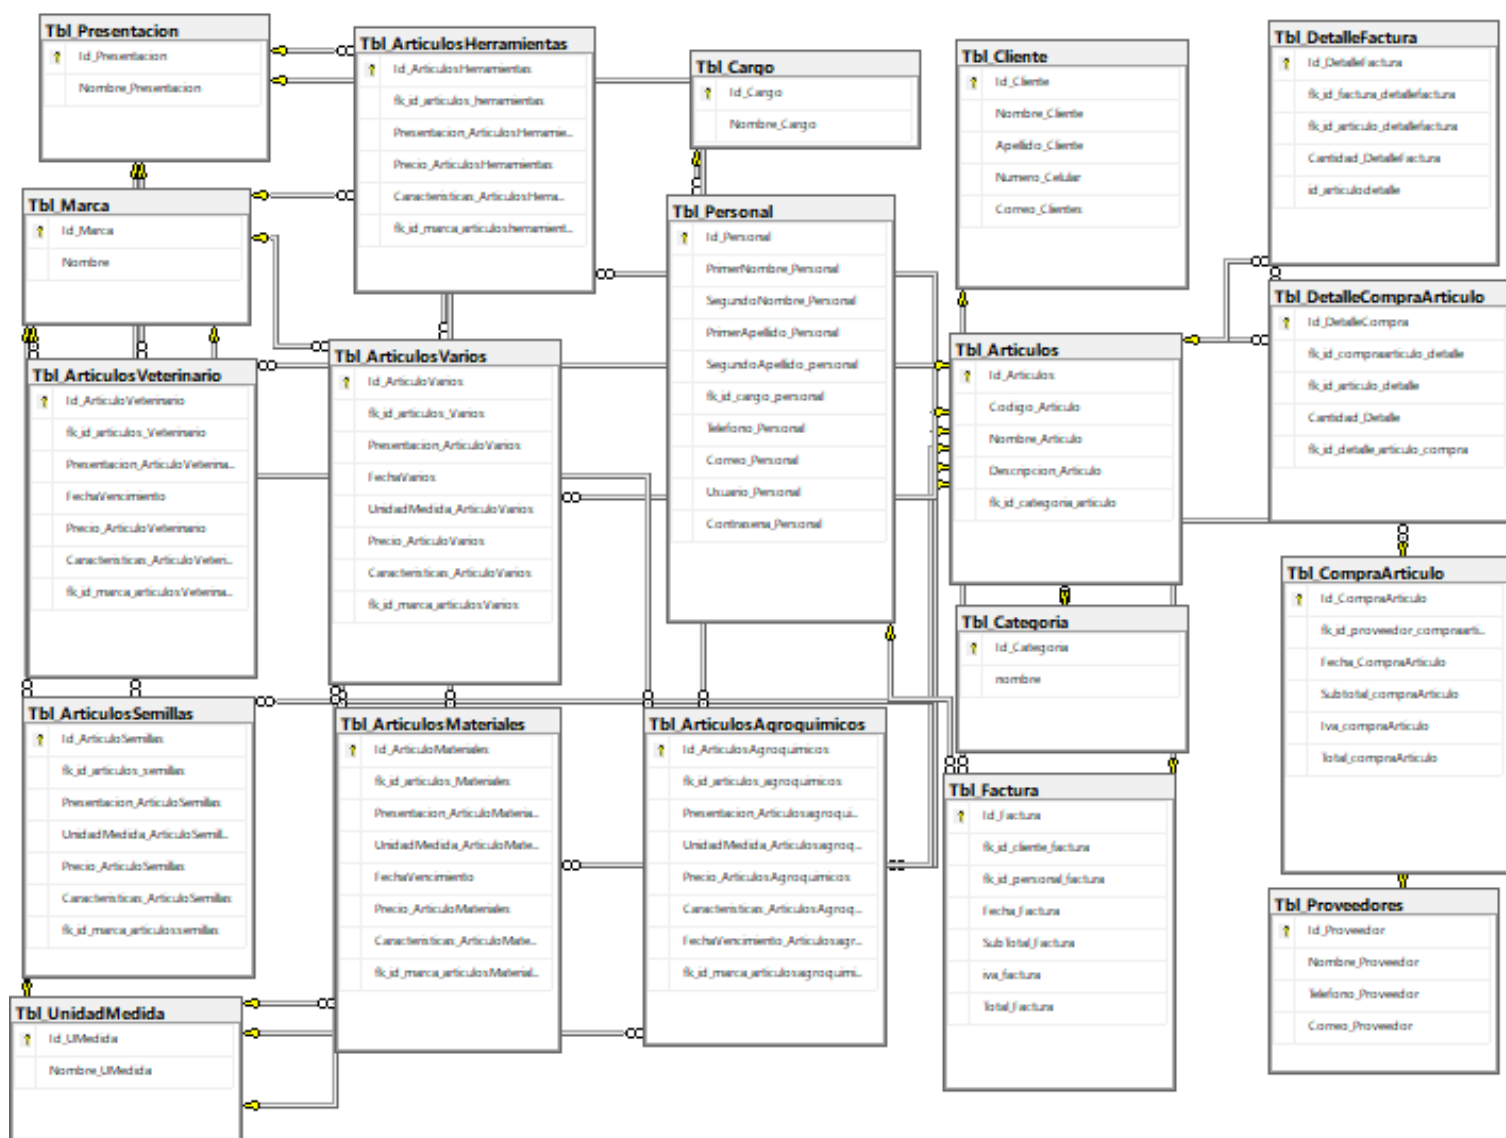 Tbl_Presentacion
Id_Presentacion
Nombre_Presentacion
Tbl_ArticulosHerramientas
Id_ArticulosHerramientas
fk_id_articulos_herramientas
Presentacion_ArticulosHerramie...
Precio_ArticulosHerramientas
Caracteristicas_ArticulosHerra...
fk_id_marca_articulosherramient...
Tbl_Cargo
Id_Cargo
Nombre_Cargo
Tbl_Cliente
Id_Cliente
Nombre_Cliente
Apellido_Cliente
Numero_Celular
Correo_Clientes
Tbl_DetalleFactura
Id_DetalleFactura
fk_id_factura_detallefactura
fk_id_articulo_detallefactura
Cantidad_DetalleFactura
id_articulodetalle
Tbl_Marca
Id_Marca
Nombre
Tbl_Personal
Id_Personal
PrimerNombre_Personal
SegundoNombre_Personal
PrimerApellido_Personal
SegundoApellido_personal
fk_id_cargo_personal
Telefono_Personal
Correo_Personal
Usuario_Personal
Contrasena_Personal
Tbl_DetalleCompraArticulo
Id_DetalleCompra
fk_id_compraarticulo_detalle
fk_id_articulo_detalle
Cantidad_Detalle
fk_id_detalle_articulo_compra
Tbl_ArticulosVeterinario
Id_ArticuloVeterinario
fk_id_articulos_Veterinario
Presentacion_ArticuloVeterina...
FechaVencimiento
Precio_ArticuloVeterinario
Caracteristicas_ArticuloVeteri...
fk_id_marca_articulosVeterina...
Tbl_ArticulosVarios
Id_ArticuloVarios
fk_id_articulos_Varios
Presentacion_ArticuloVarios
FechaVarios
UnidadMedida_ArticuloVarios
Precio_ArticuloVarios
Caracteristicas_ArticuloVarios
fk_id_marca_articulosVarios
Tbl_Articulos
Id_Articulos
Codigo_Articulo
Nombre_Articulo
Descripcion_Articulo
fk_id_categoria_articulo
Tbl_CompraArticulo
Id_CompraArticulo
fk_id_proveedor_compraarti...
Fecha_CompraArticulo
Subtotal_compraArticulo
Iva_compraArticulo
Total_compraArticulo
Tbl_Categoria
Id_Categoria
nombre
Tbl_ArticulosSemillas
Id_ArticuloSemillas
fk_id_articulos_semillas
Presentacion_ArticuloSemillas
UnidadMedida_ArticuloSemill...
Precio_ArticuloSemillas
Caracteristicas_ArticuloSemillas
fk_id_marca_articulossemillas
Tbl_ArticulosMateriales
Id_ArticuloMateriales
fk_id_articulos_Materiales
Presentacion_ArticuloMateria...
UnidadMedida_ArticuloMate...
FechaVencimiento
Precio_ArticuloMateriales
Caracteristicas_ArticuloMate...
fk_id_marca_articulosMaterial...
Tbl_ArticulosAgroquimicos
Id_ArticulosAgroquimicos
fk_id_articulos_agroquimicos
Presentacion_Articulosagroqui...
UnidadMedida_Articulosagroq...
Precio_ArticulosAgroquimicos
Caracteristicas_ArticulosAgroq...
FechaVencimiento_Articulosagr...
fk_id_marca_articulosagroquimi...
Tbl_Factura
Id_Factura
fk_id_cliente_factura
fk_id_personal_factura
Fecha_Factura
SubTotal_Factura
iva_factura
Total_Factura
Tbl_Proveedores
Id_Proveedor
Nombre_Proveedor
Telefono_Proveedor
Correo_Proveedor
Tbl_UnidadMedida
Id_UMedida
Nombre_UMedida